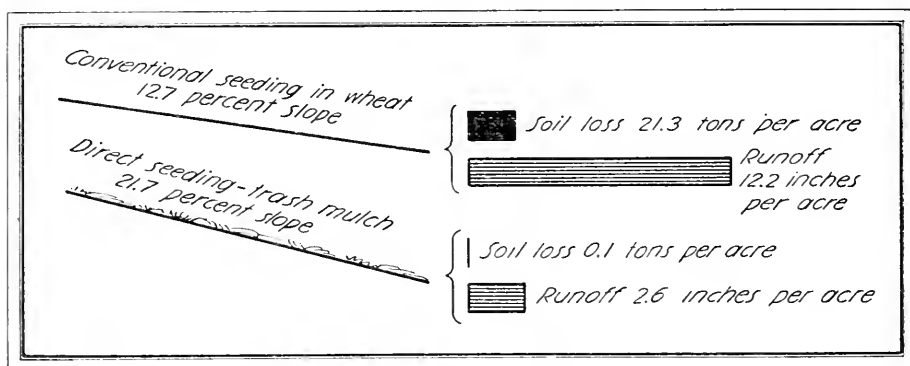 Conventional seeding in wheat
12.7 percent slope
Soil loss 21.3 tons per acre
Runoff
12.2 inches
per acre
Direct seeding-trash mulch
21.7 percent slope
Soil loss 0.1 tons per acre
Runoff 2.6 inches per acre